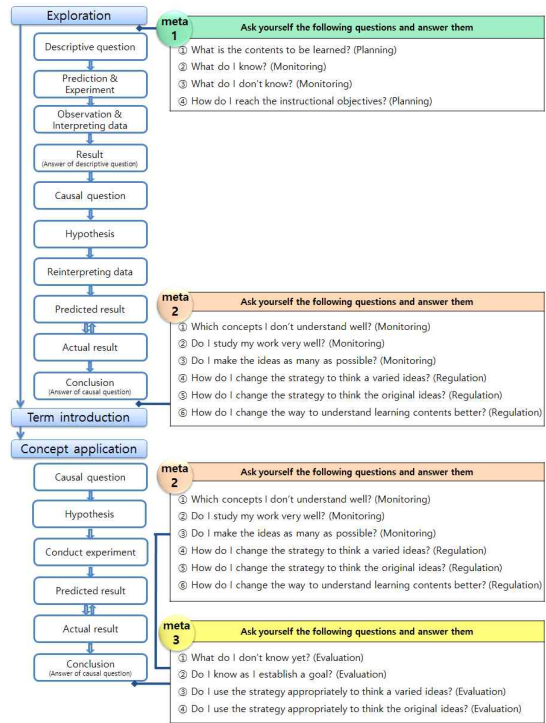 Exploration
Descriptive question
Prediction &
Experiment
Observation &
Interpreting data
Result
(Answer of descriptive question)
Causal question
Hypothesis
Reinterpreting data
Predicted result
Actual result
Conclusion
(Answer of causal question)
Term introduction
Concept application
Causal question
Hypothesis
Conduct experiment
Predicted result
Actual result
Conclusion
(Answer of causal question)
meta
1
Ask yourself the following questions and answer them
① What is the contents to be learned? (Planning)
② What do I know? (Monitoring)
③ What do I don't know? (Monitoring)
④ How do I reach the instructional objectives? (Planning)
meta
2
Ask yourself the following questions and answer them
① Which concepts I don't understand well? (Monitoring)
② Do I study my work very well? (Monitoring)
③ Do I make the ideas as many as possible? (Monitoring)
④ How do I change the strategy to think a varied ideas? (Regulation)
⑤ How do I change the strategy to think the original ideas? (Regulation)
⑥ How do I change the way to understand learning contents better? (Regulation)
meta
2
Ask yourself the following questions and answer them
① Which concepts I don't understand well? (Monitoring)
② Do I study my work very well? (Monitoring)
③ Do I make the ideas as many as possible? (Monitoring)
④ How do I change the strategy to think a varied ideas? (Regulation)
⑤ How do I change the strategy to think the original ideas? (Regulation)
⑥ How do I change the way to understand learning contents better? (Regulation)
meta
3
Ask yourself the following questions and answer them
① What do I don't know yet? (Evaluation)
② Do I know as I establish a goal? (Evaluation)
③ Do I use the strategy appropriately to think a varied ideas? (Evaluation)
④ Do I use the strategy appropriately to think the original ideas? (Evaluation)